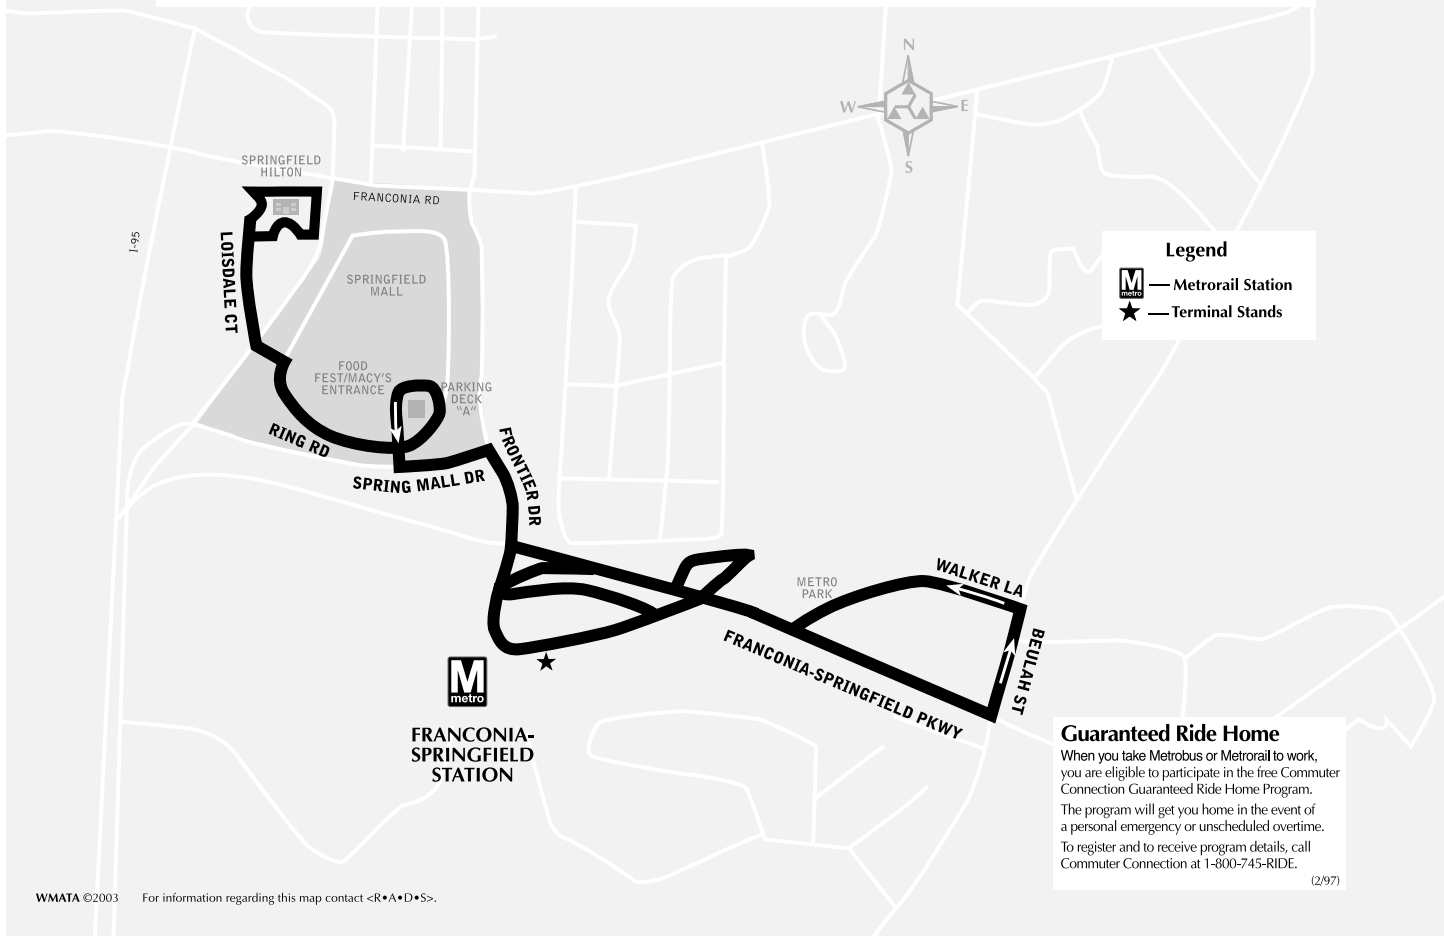 N
W
E
S
SPRINGFIELD
HILTON
FRANCONIA RD
I-95
LOISDALE CT
SPRINGFIELD
MALL
Legend
M
metro
Metrorail Station
Terminal Stands
FOOD
FEST/MACY'S
ENTRANCE
PARKING
DECK
"A"
RING RD
SPRING MALL DR
FRONTIER DR
METRO
PARK
WALKER LA
BEULAH ST
FRANCONIA-SPRINGFIELD PKWY
M
metro
FRANCONIA-
SPRINGFIELD
STATION
Guaranteed Ride Home
When you take Metrobus or Metrorail to work,
you are eligible to participate in the free Commuter
Connection Guaranteed Ride Home Program.
The program will get you home in the event of
a personal emergency or unscheduled overtime.
To register and to receive program details, call
Commuter Connection at 1-800-745-RIDE.
(2/97)
WMATA ©2003 For information regarding this map contact <R•A•D•S>.